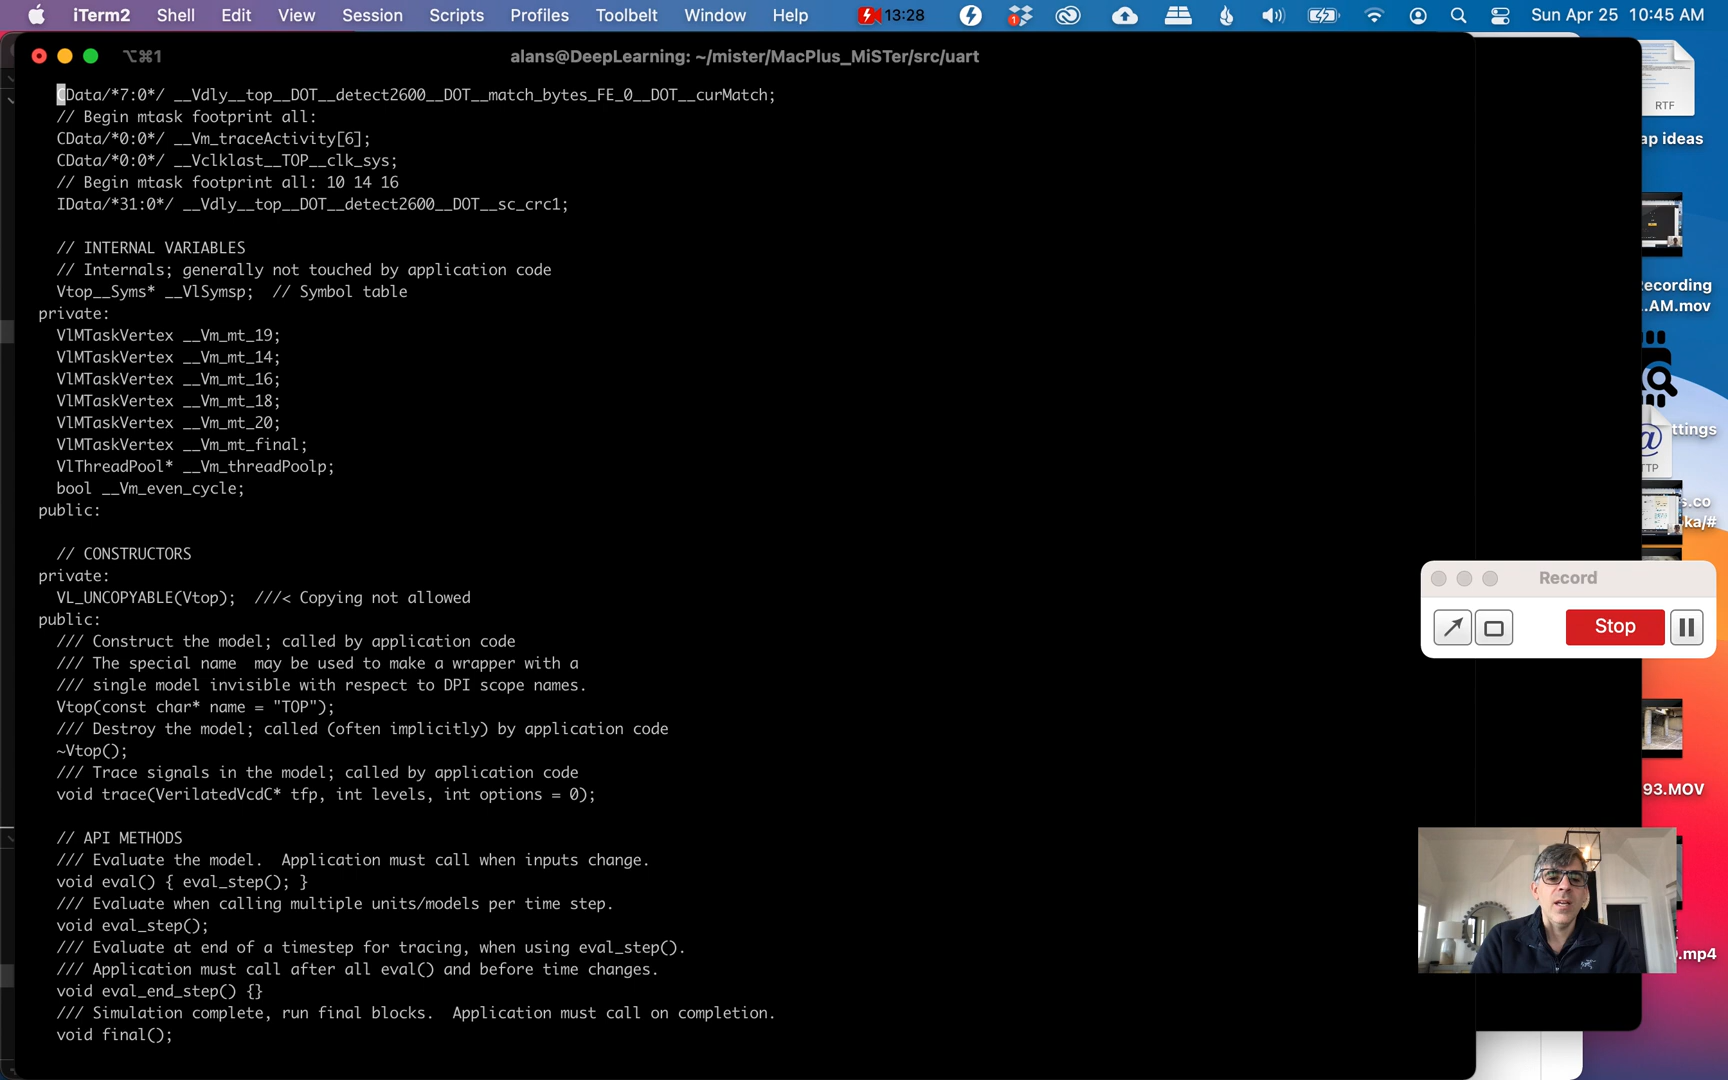 iTerm2 Shell Edit View Session Scripts Profiles Toolbelt Window Help 13:28 1 Sun Apr 25 10:45 AM
⌥⌘1 alans@DeepLearning: ~/mister/MacPlus_MiSTer/src/uart
CData/*7:0*/ __Vdly__top__DOT__detect2600__DOT__match_bytes_FE_0__DOT__curMatch;
// Begin mtask footprint all:
CData/*0:0*/ __Vm_traceActivity[6];
CData/*0:0*/ __Vclklast__TOP__clk_sys;
// Begin mtask footprint all: 10 14 16
IData/*31:0*/ __Vdly__top__DOT__detect2600__DOT__sc_crc1;
// INTERNAL VARIABLES
// Internals; generally not touched by application code
Vtop__Syms* __VlSymsp;  // Symbol table
private:
VlMTaskVertex __Vm_mt_19;
VlMTaskVertex __Vm_mt_14;
VlMTaskVertex __Vm_mt_16;
VlMTaskVertex __Vm_mt_18;
VlMTaskVertex __Vm_mt_20;
VlMTaskVertex __Vm_mt_final;
VlThreadPool* __Vm_threadPoolp;
bool __Vm_even_cycle;
public:
// CONSTRUCTORS
private:
VL_UNCOPYABLE(Vtop);  ///< Copying not allowed
public:
/// Construct the model; called by application code
/// The special name  may be used to make a wrapper with a
/// single model invisible with respect to DPI scope names.
Vtop(const char* name = "TOP");
/// Destroy the model; called (often implicitly) by application code
~Vtop();
/// Trace signals in the model; called by application code
void trace(VerilatedVcdC* tfp, int levels, int options = 0);
// API METHODS
/// Evaluate the model.  Application must call when inputs change.
void eval() { eval_step(); }
/// Evaluate when calling multiple units/models per time step.
void eval_step();
/// Evaluate at end of a timestep for tracing, when using eval_step().
/// Application must call after all eval() and before time changes.
void eval_end_step() {}
/// Simulation complete, run final blocks.  Application must call on completion.
void final();
RTF
ap ideas
ecording
.AM.mov
ttings
TP
s.co
ka/#
Record
Stop
93.MOV
.mp4